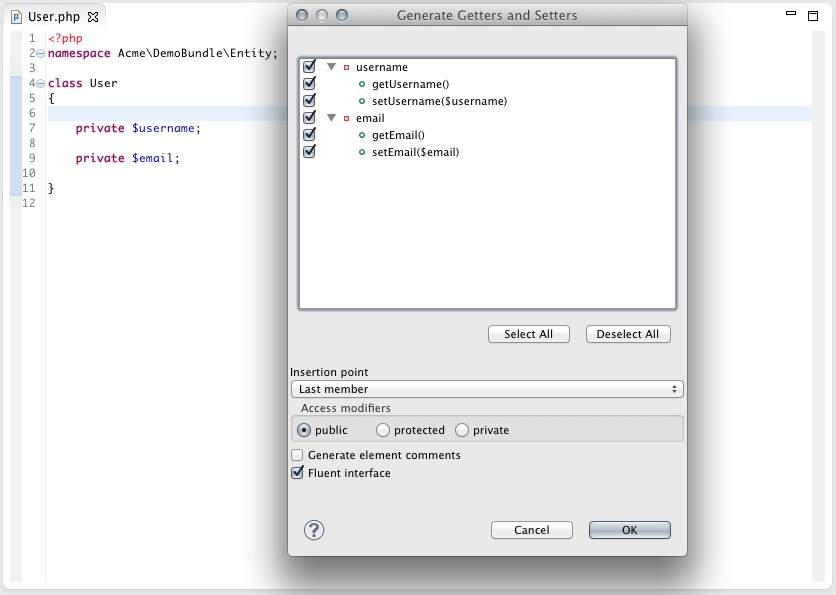 User.php
Generate Getters and Setters
1 <?php
2 namespace Acme\DemoBundle\Entity;
3
4 class User
5 {
6
7 private $username;
8
9 private $email;
10
11 }
12
username
getUsername()
setUsername($username)
email
getEmail()
setEmail($email)
Select All
Deselect All
Insertion point
Last member
Access modifiers
public
protected
private
Generate element comments
Fluent interface
?
Cancel
OK